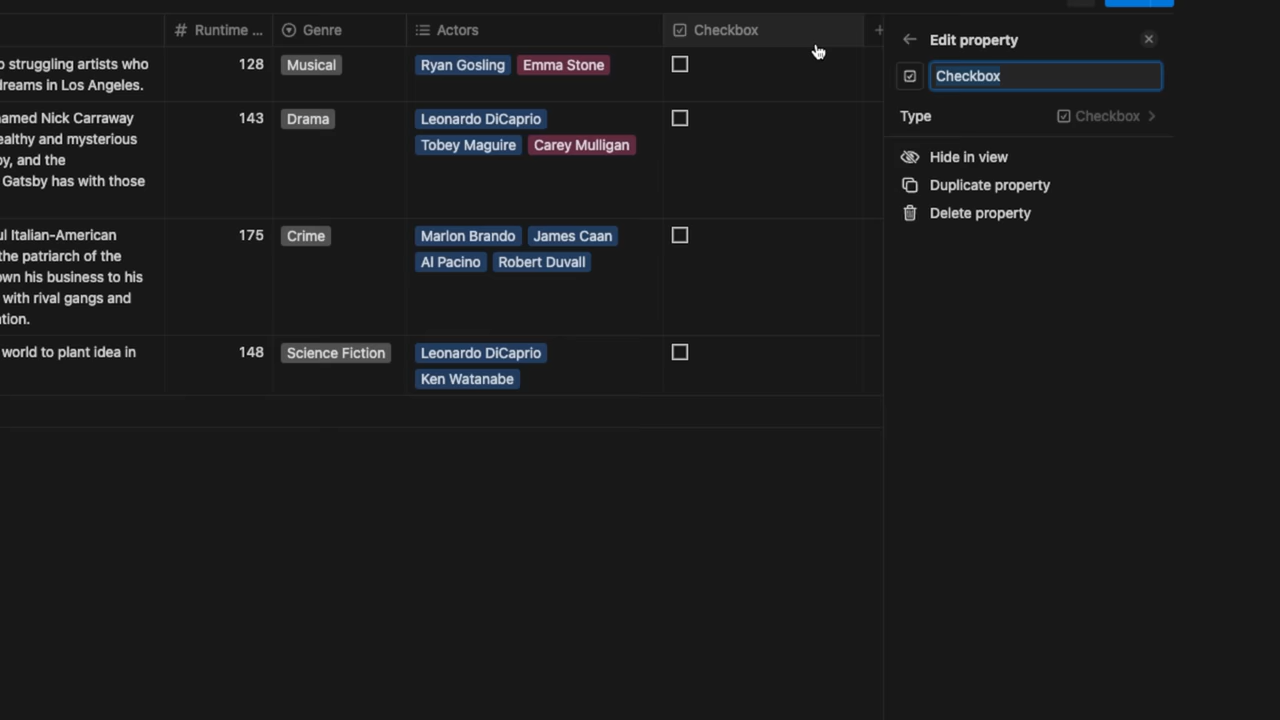 # Runtime ...
Genre
Actors
Checkbox
+
o struggling artists who
dreams in Los Angeles.
128
Musical
Ryan Gosling
Emma Stone
named Nick Carraway
ealthy and mysterious
by, and the
Gatsby has with those
143
Drama
Leonardo DiCaprio
Tobey Maguire
Carey Mulligan
ul Italian-American
the patriarch of the
own his business to his
with rival gangs and
ation.
175
Crime
Marlon Brando
James Caan
Al Pacino
Robert Duvall
world to plant idea in
148
Science Fiction
Leonardo DiCaprio
Ken Watanabe
Edit property
Checkbox
Type
Checkbox
Hide in view
Duplicate property
Delete property